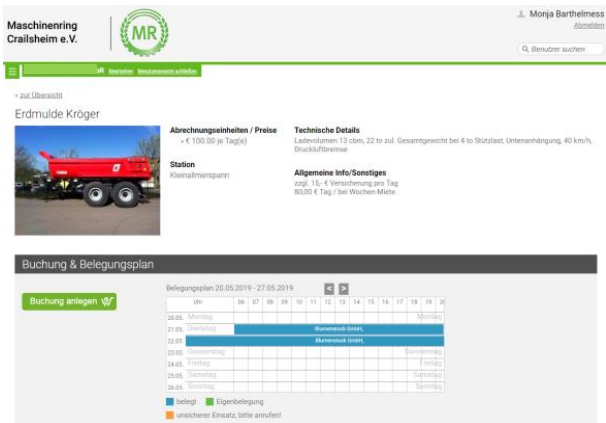 Maschinenring
Crailsheim e.V.
MR
Monja Barthelmess
Abmelden
Benutzer suchen
Bearbeiten Benutzeransicht schließen
« zur Übersicht
Erdmulde Kröger
Abrechnungseinheiten / Preise
• € 100.00 je Tag(e)
Station
Kleinallmerspann
Technische Details
Ladevolumen 13 cbm, 22 to zul. Gesamtgewicht bei 4 to Stützlast, Untenanhängung, 40 km/h,
Druckluftbremse
Allgemeine Info/Sonstiges
zzgl. 15,- € Versicherung pro Tag
80,00 € Tag / bei Wochen-Miete
Buchung & Belegungsplan
Buchung anlegen
Belegungsplan 20.05.2019 - 27.05.2019 < >
Uhr 06 07 08 09 10 11 12 13 14 15 16 17 18 19 20
20.05. Montag Montag
21.05. Dienstag Blumenstock GmbH,
22.05. Blumenstock GmbH,
23.05. Donnerstag Donnerstag
24.05. Freitag Freitag
25.05. Samstag Samstag
26.05. Sonntag Sonntag
belegt Eigenbelegung
unsicherer Einsatz, bitte anrufen!